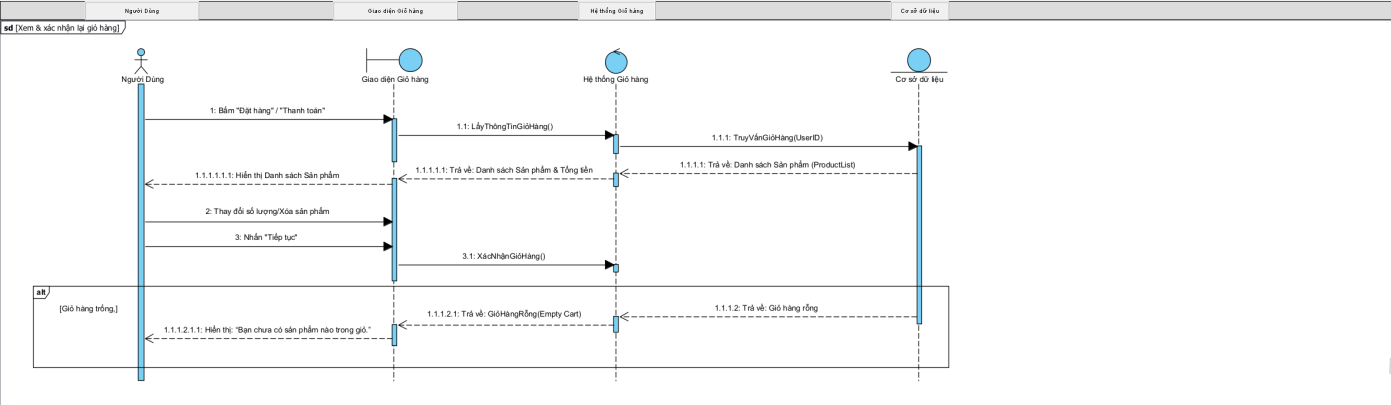 Người Dùng
Giao diện Giỏ hàng
Hệ thống Giỏ hàng
Cơ sở dữ liệu
sd [Xem & xác nhận lại giỏ hàng]
Người Dùng
Giao diện Giỏ hàng
Hệ thống Giỏ hàng
Cơ sở dữ liệu
1: Bấm "Đặt hàng" / "Thanh toán"
1.1: LấyThôngTinGiỏHàng()
1.1.1: TruyVấnGiỏHàng(UserID)
1.1.1.1: Trả về: Danh sách Sản phẩm (ProductList)
1.1.1.1.1: Trả về: Danh sách Sản phẩm & Tổng tiền
1.1.1.1.1.1: Hiển thị Danh sách Sản phẩm
2: Thay đổi số lượng/Xóa sản phẩm
3: Nhấn "Tiếp tục"
3.1: XácNhậnGiỏHàng()
alt
[Giỏ hàng trống,]
1.1.1.2: Trả về: Giỏ hàng rỗng
1.1.1.2.1: Trả về: GiỏHàngRỗng(Empty Cart)
1.1.1.2.1.1: Hiển thị: "Bạn chưa có sản phẩm nào trong giỏ."